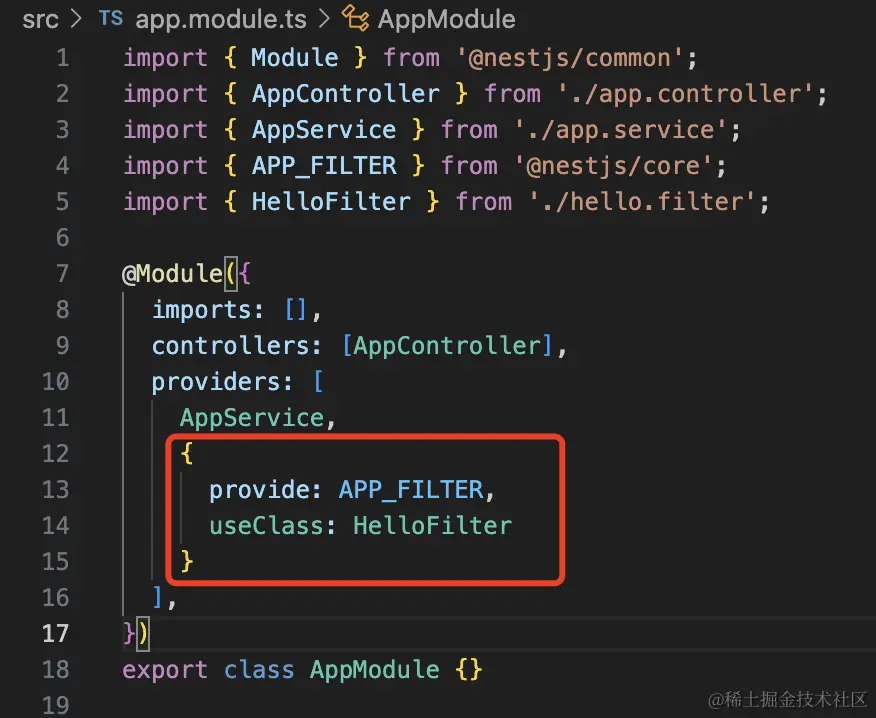 src > TS app.module.ts > AppModule
1 import { Module } from '@nestjs/common';
2 import { AppController } from './app.controller';
3 import { AppService } from './app.service';
4 import { APP_FILTER } from '@nestjs/core';
5 import { HelloFilter } from './hello.filter';
6
7 @Module({
8 imports: [],
9 controllers: [AppController],
10 providers: [
11 AppService,
12 {
13 provide: APP_FILTER,
14 useClass: HelloFilter
15 }
16 ],
17 })
18 export class AppModule {}
19
@稀土掘金技术社区